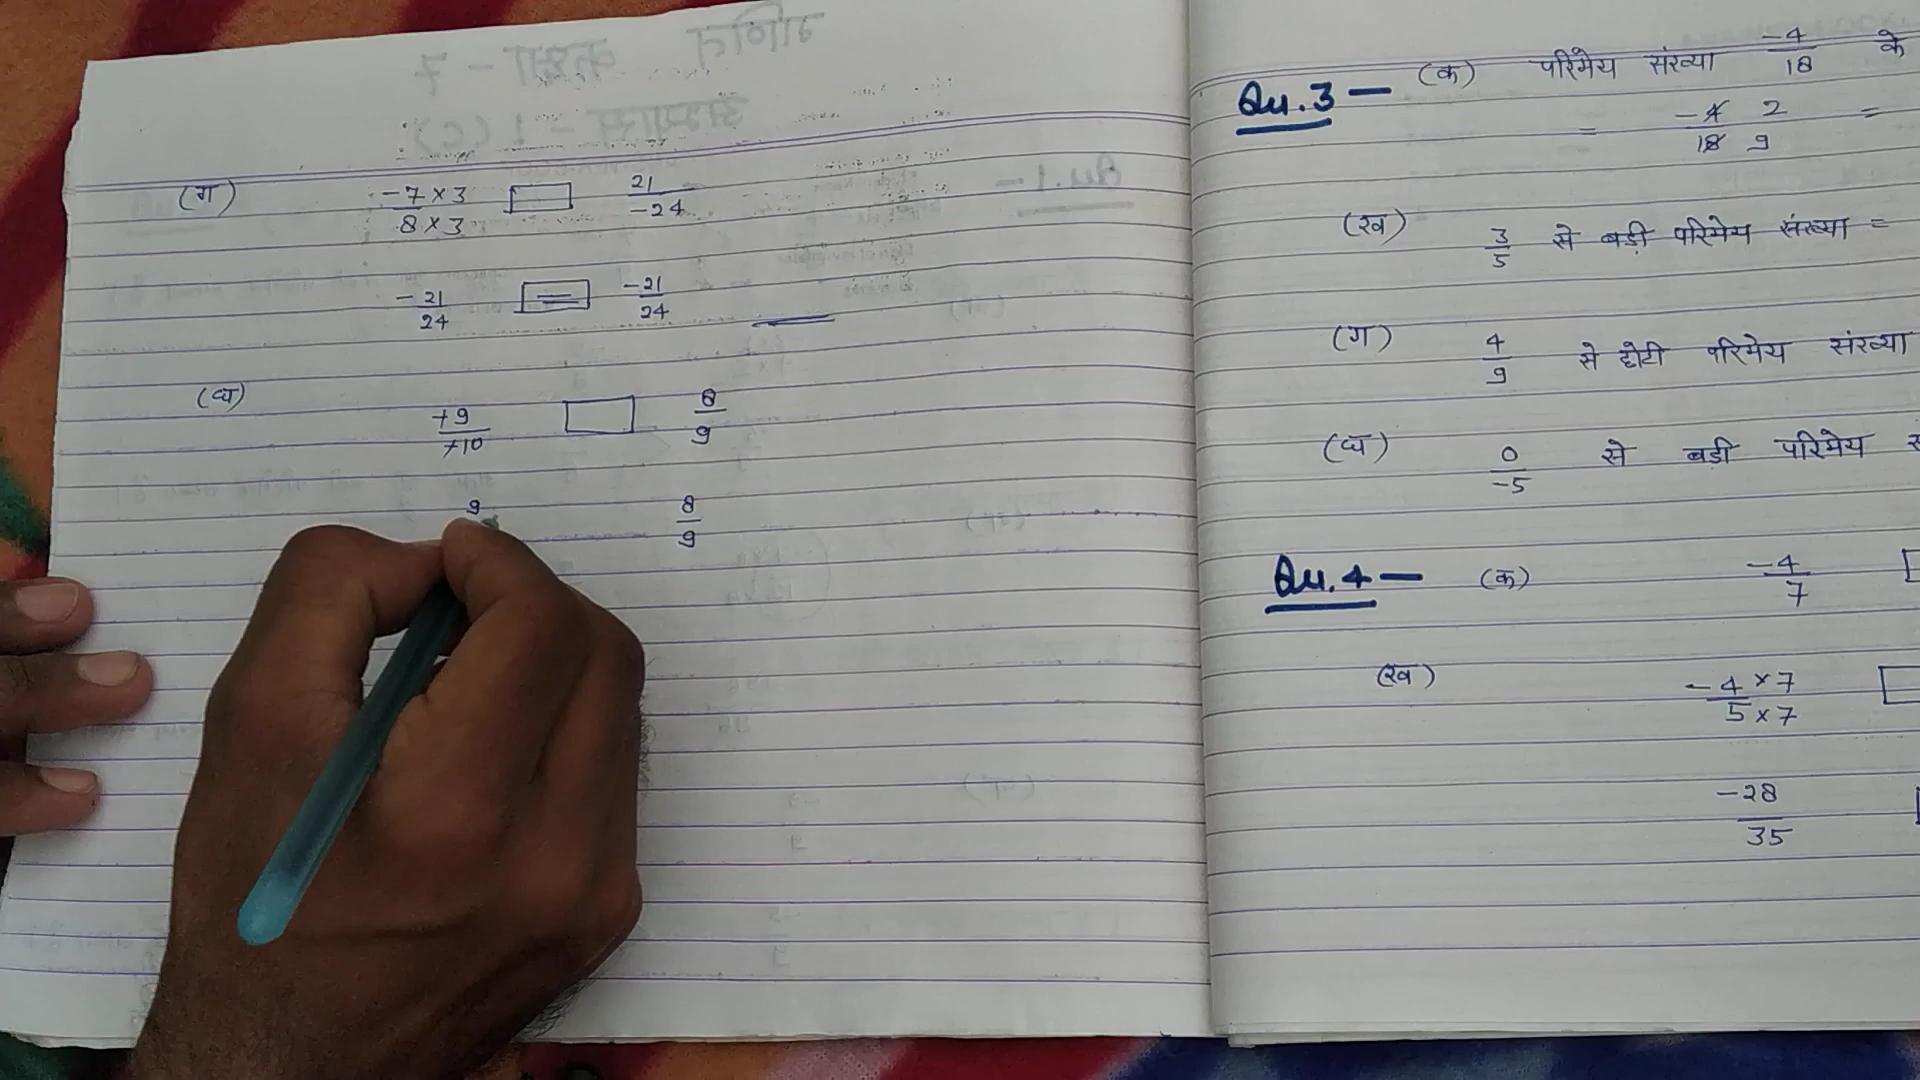 (ग) -7×3 / 8×3 □ 21/-24
-21/24 = -21/24
(घ) +9/+10 □ 8/9
9 8/9
Qu.3 — (क) परिमेय संख्या -4/18 के
= -4 2 / 18 9 =
(ख) 3/5 से बड़ी परिमेय संख्या =
(ग) 4/9 से छोटी परिमेय संख्या
(घ) 0/-5 से बड़ी परिमेय
Qu.4 — (क) -4/7
(ख) -4×7 / 5×7
-28/35